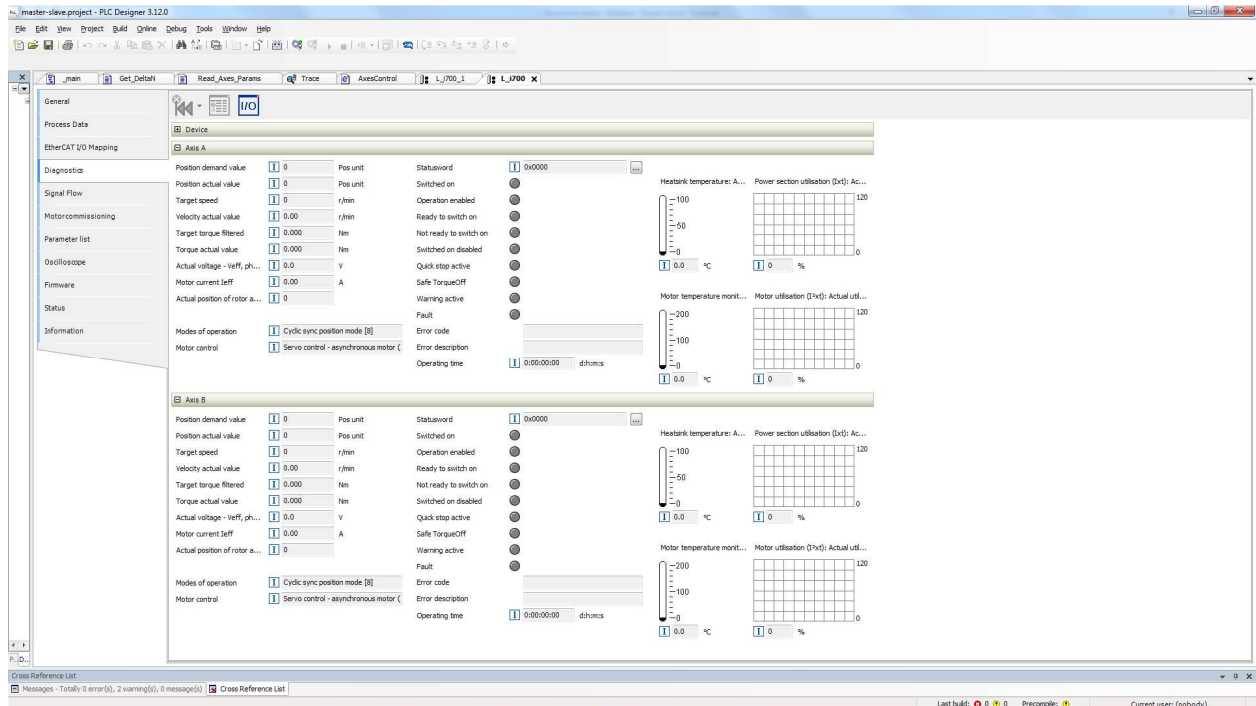 master-slave.project - PLC Designer 3.12.0
File Edit View Project Build Online Debug Tools Window Help
_main Get_DeltaN Read_Axes_Params Trace AxesControl L_i700_1 L_i700
General
Process Data
EtherCAT I/O Mapping
Diagnostics
Signal Flow
Motorcommissioning
Parameter list
Oscilloscope
Firmware
Status
Information
I/O
Device
Axis A
Position demand value I 0 Pos unit Statusword I 0x0000 ...
Position actual value I 0 Pos unit Switched on
Target speed I 0 r/min Operation enabled
Velocity actual value I 0.00 r/min Ready to switch on
Target torque filtered I 0.000 Nm Not ready to switch on
Torque actual value I 0.000 Nm Switched on disabled
Actual voltage - Veff, ph... I 0.0 V Quick stop active
Motor current Ieff I 0.00 A Safe TorqueOff
Actual position of rotor a... I 0 Warning active
Fault
Modes of operation I Cyclic sync position mode [8] Error code
Motor control I Servo control - asynchronous motor ( Error description
Operating time I 0:00:00:00 d:h:m:s
Heatsink temperature: A... Power section utilisation (Ixt): Ac...
100 120
50
0 0
I 0.0 °C I 0 %
Motor temperature monit... Motor utilisation (I²xt): Actual util...
200 120
100
0 0
I 0.0 °C I 0 %
Axis B
Position demand value I 0 Pos unit Statusword I 0x0000 ...
Position actual value I 0 Pos unit Switched on
Target speed I 0 r/min Operation enabled
Velocity actual value I 0.00 r/min Ready to switch on
Target torque filtered I 0.000 Nm Not ready to switch on
Torque actual value I 0.000 Nm Switched on disabled
Actual voltage - Veff, ph... I 0.0 V Quick stop active
Motor current Ieff I 0.00 A Safe TorqueOff
Actual position of rotor a... I 0 Warning active
Fault
Modes of operation I Cyclic sync position mode [8] Error code
Motor control I Servo control - asynchronous motor ( Error description
Operating time I 0:00:00:00 d:h:m:s
Heatsink temperature: A... Power section utilisation (Ixt): Ac...
100 120
50
0 0
I 0.0 °C I 0 %
Motor temperature monit... Motor utilisation (I²xt): Actual util...
200 120
100
0 0
I 0.0 °C I 0 %
P... D...
Cross Reference List
Messages - Totally 0 error(s), 2 warning(s), 0 message(s) Cross Reference List
Last build: 0 0 Precompile: Current user: (nobody)